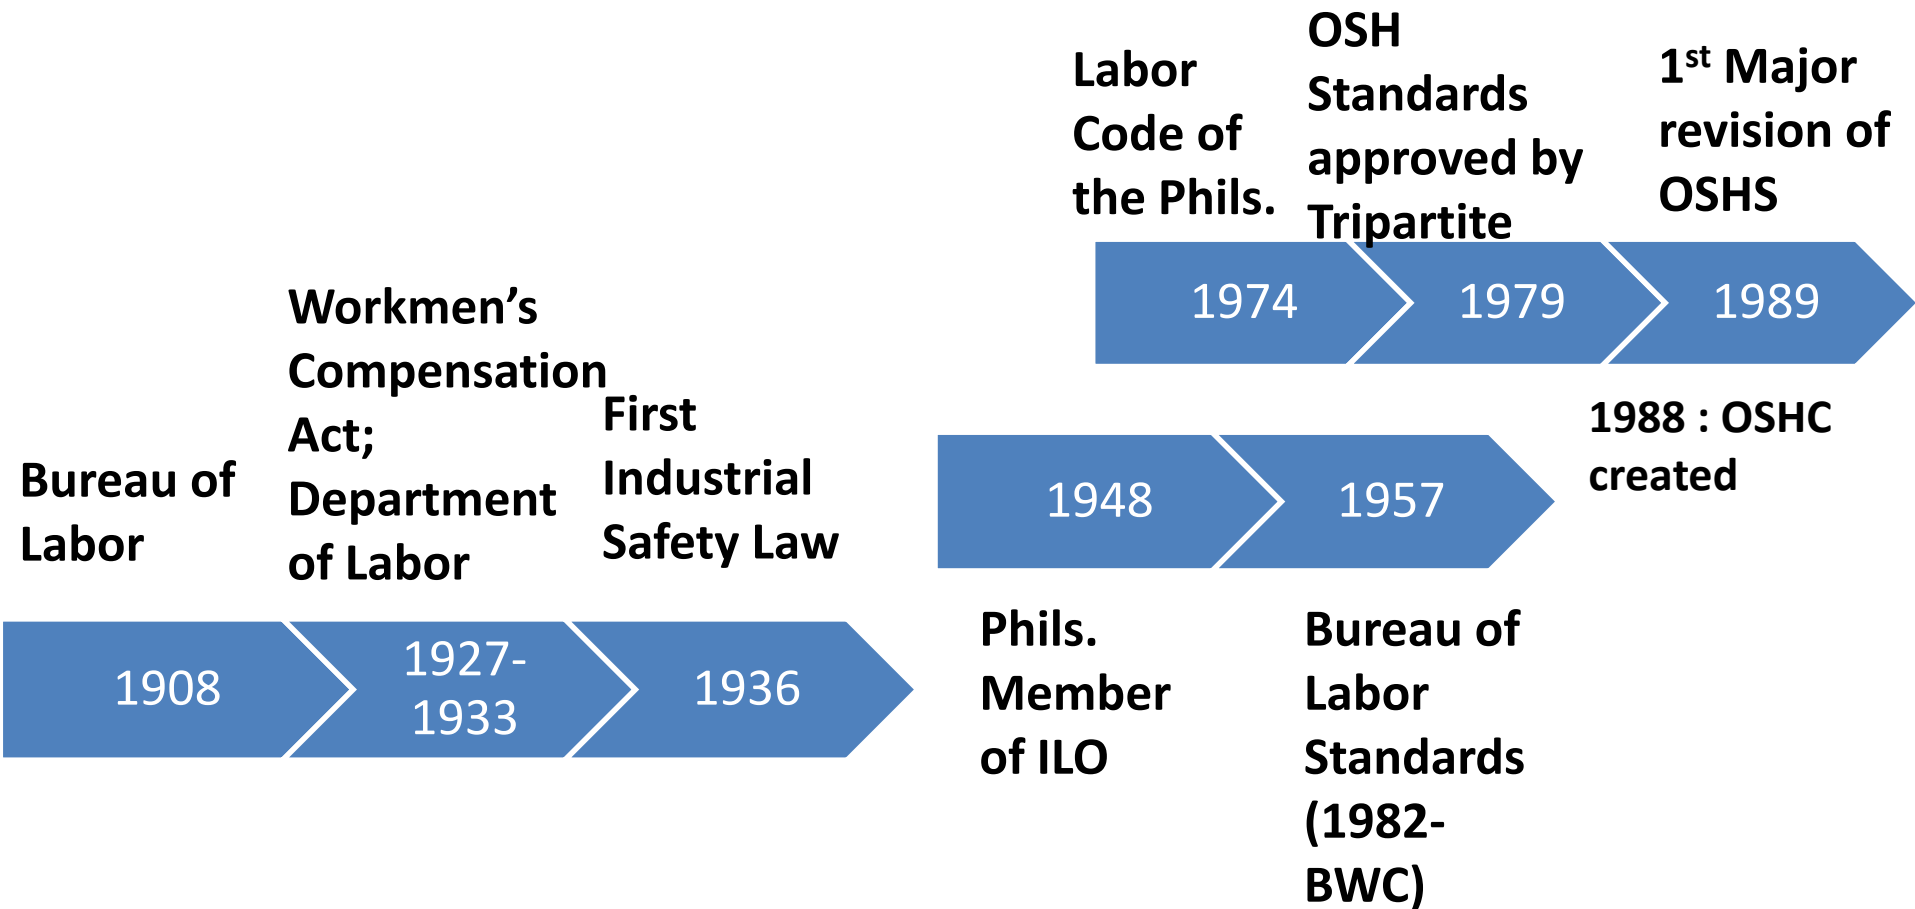 Bureau of
Labor
1908
Workmen’s
Compensation
Act;
Department
of Labor
1927-
1933
First
Industrial
Safety Law
1936
1948
Phils.
Member
of ILO
1957
Bureau of
Labor
Standards
(1982-
BWC)
Labor
Code of
the Phils.
1974
OSH
Standards
approved by
Tripartite
1979
1st Major
revision of
OSHS
1989
1988 : OSHC
created